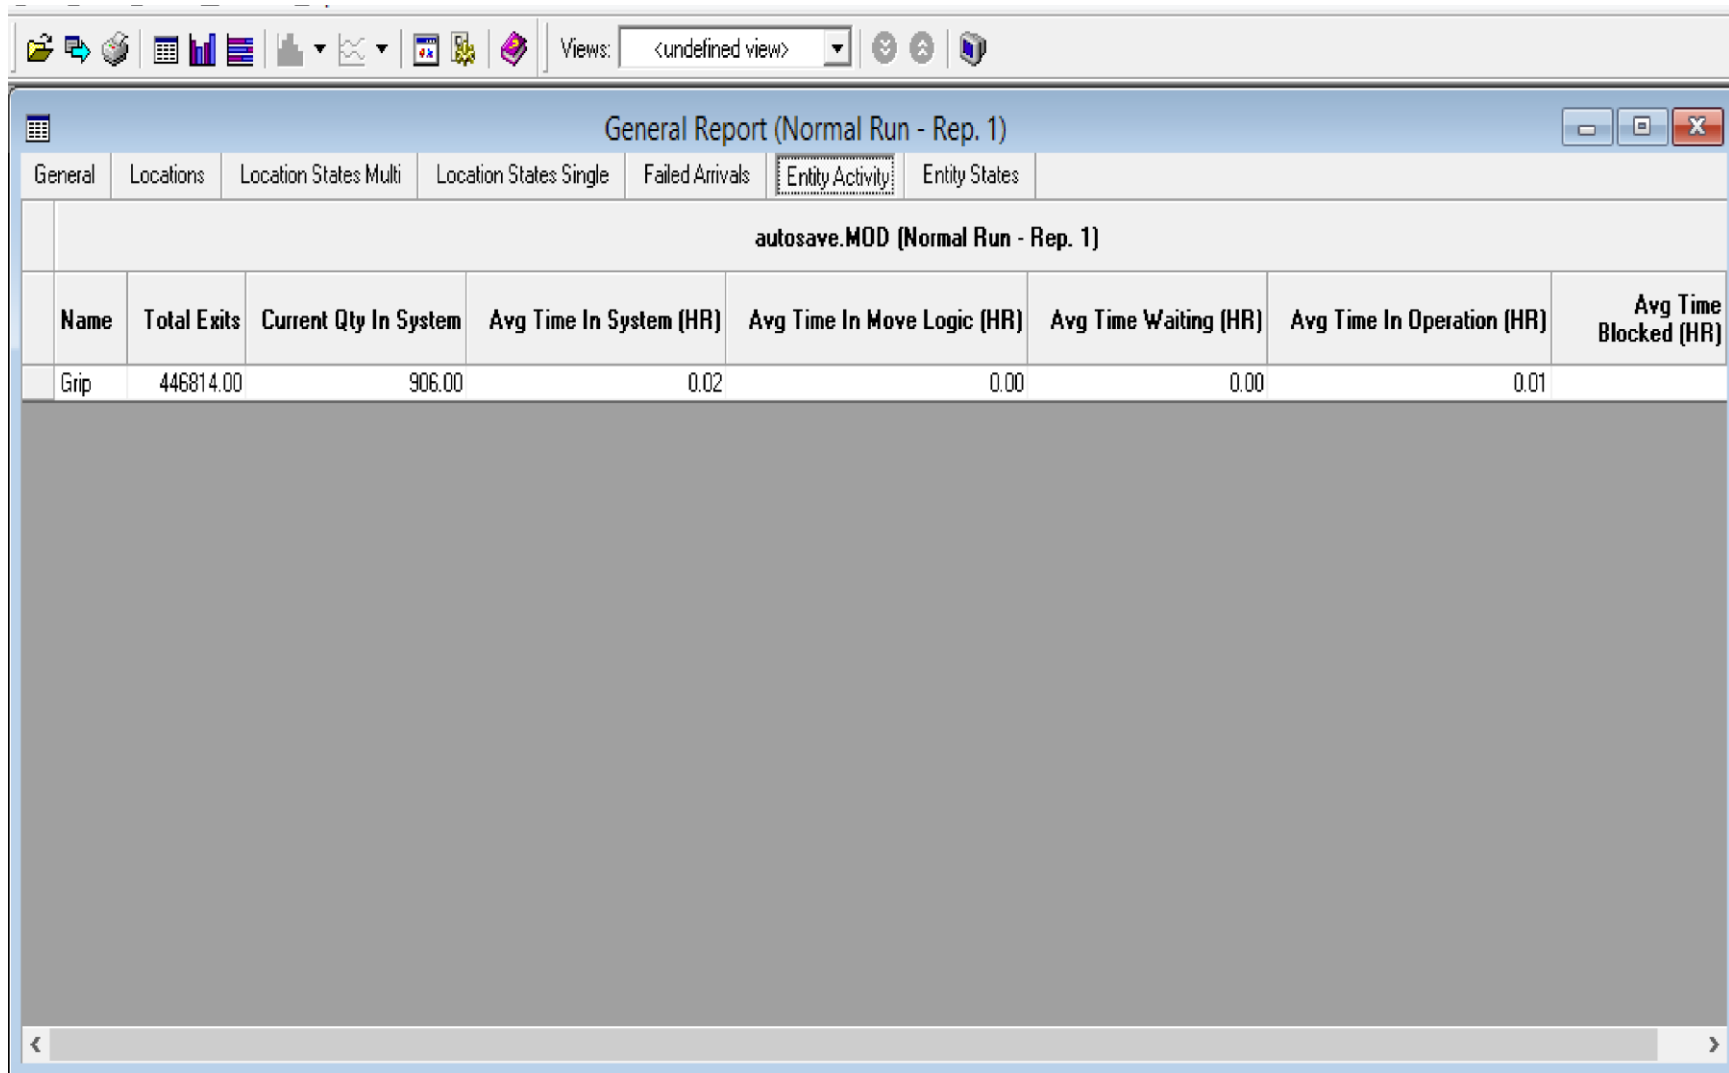 Views: <undefined view>
General Report (Normal Run - Rep. 1)
General Locations Location States Multi Location States Single Failed Arrivals Entity Activity Entity States
autosave.MOD (Normal Run - Rep. 1)
Name Total Exits Current Qty In System Avg Time In System (HR) Avg Time In Move Logic (HR) Avg Time Waiting (HR) Avg Time In Operation (HR) Avg Time
Blocked (HR)
Grip 446814.00 906.00 0.02 0.00 0.00 0.01